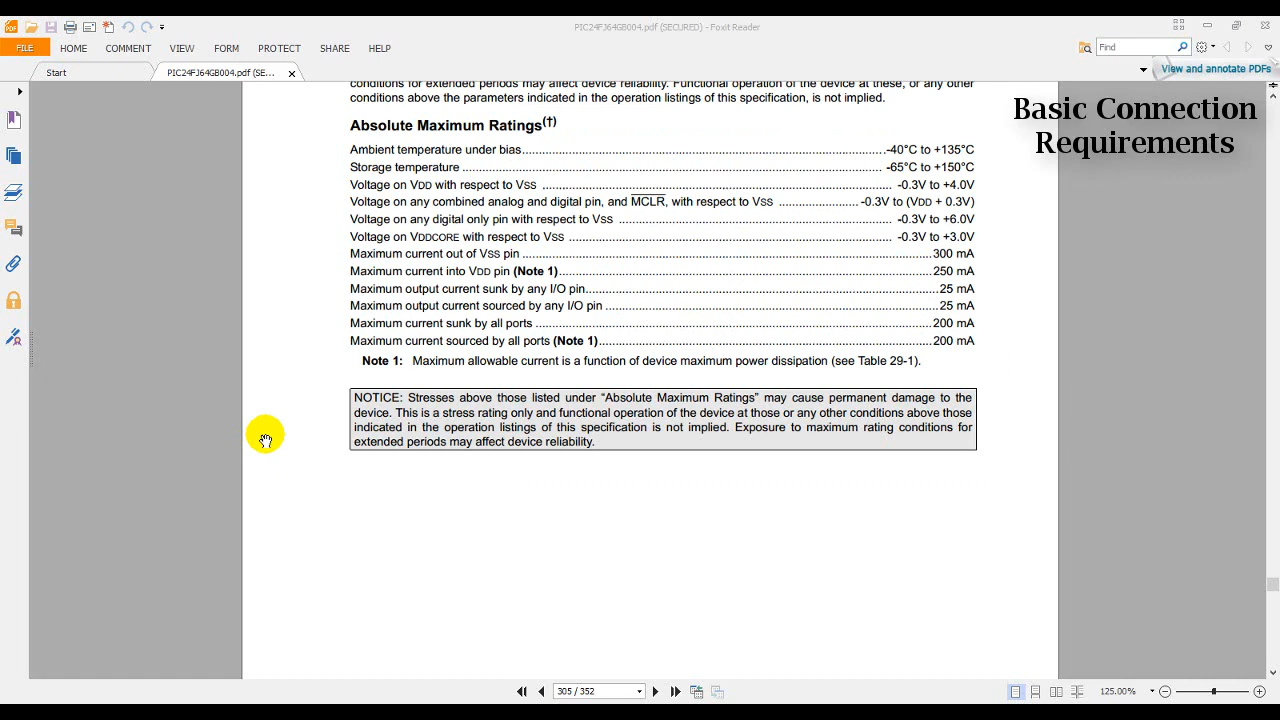 PIC24FJ64GB004.pdf (SECURED) - Foxit Reader
FILE HOME COMMENT VIEW FORM PROTECT SHARE HELP
Find
Start PIC24FJ64GB004.pdf (SE...
View and annotate PDFs
Basic Connection
Requirements
conditions for extended periods may affect device reliability. Functional operation of the device at these, or any other
conditions above the parameters indicated in the operation listings of this specification, is not implied.
Absolute Maximum Ratings(†)
Ambient temperature under bias -40°C to +135°C
Storage temperature -65°C to +150°C
Voltage on VDD with respect to VSS -0.3V to +4.0V
Voltage on any combined analog and digital pin, and MCLR, with respect to VSS -0.3V to (VDD + 0.3V)
Voltage on any digital only pin with respect to VSS -0.3V to +6.0V
Voltage on VDDCORE with respect to VSS -0.3V to +3.0V
Maximum current out of VSS pin 300 mA
Maximum current into VDD pin (Note 1) 250 mA
Maximum output current sunk by any I/O pin 25 mA
Maximum output current sourced by any I/O pin 25 mA
Maximum current sunk by all ports 200 mA
Maximum current sourced by all ports (Note 1) 200 mA
Note 1: Maximum allowable current is a function of device maximum power dissipation (see Table 29-1).
NOTICE: Stresses above those listed under “Absolute Maximum Ratings” may cause permanent damage to the
device. This is a stress rating only and functional operation of the device at those or any other conditions above those
indicated in the operation listings of this specification is not implied. Exposure to maximum rating conditions for
extended periods may affect device reliability.
305 / 352
125.00%